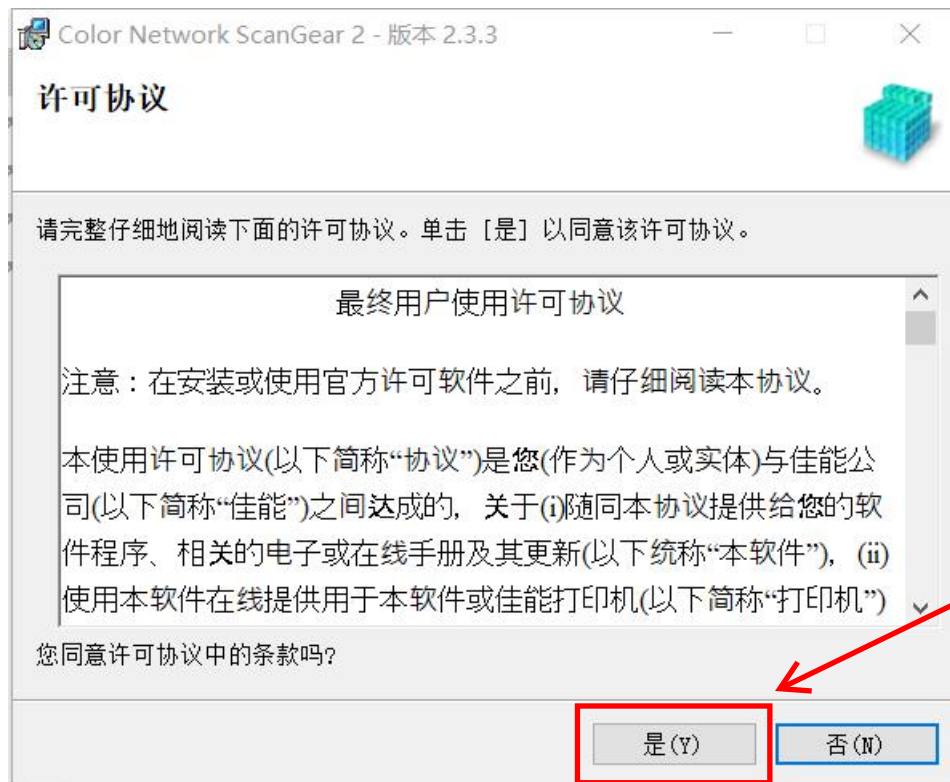 Color Network ScanGear 2 - 版本 2.3.3
许可协议
请完整仔细地阅读下面的许可协议。单击 [是] 以同意该许可协议。
最终用户使用许可协议
注意：在安装或使用官方许可软件之前，请仔细阅读本协议。
本使用许可协议(以下简称“协议”)是您(作为个人或实体)与佳能公
司(以下简称“佳能”)之间达成的，关于(i)随同本协议提供给您的软
件程序、相关的电子或在线手册及其更新(以下统称“本软件”)，(ii)
使用本软件在线提供用于本软件或佳能打印机(以下简称“打印机”)
您同意许可协议中的条款吗?
是(Y)
否(N)